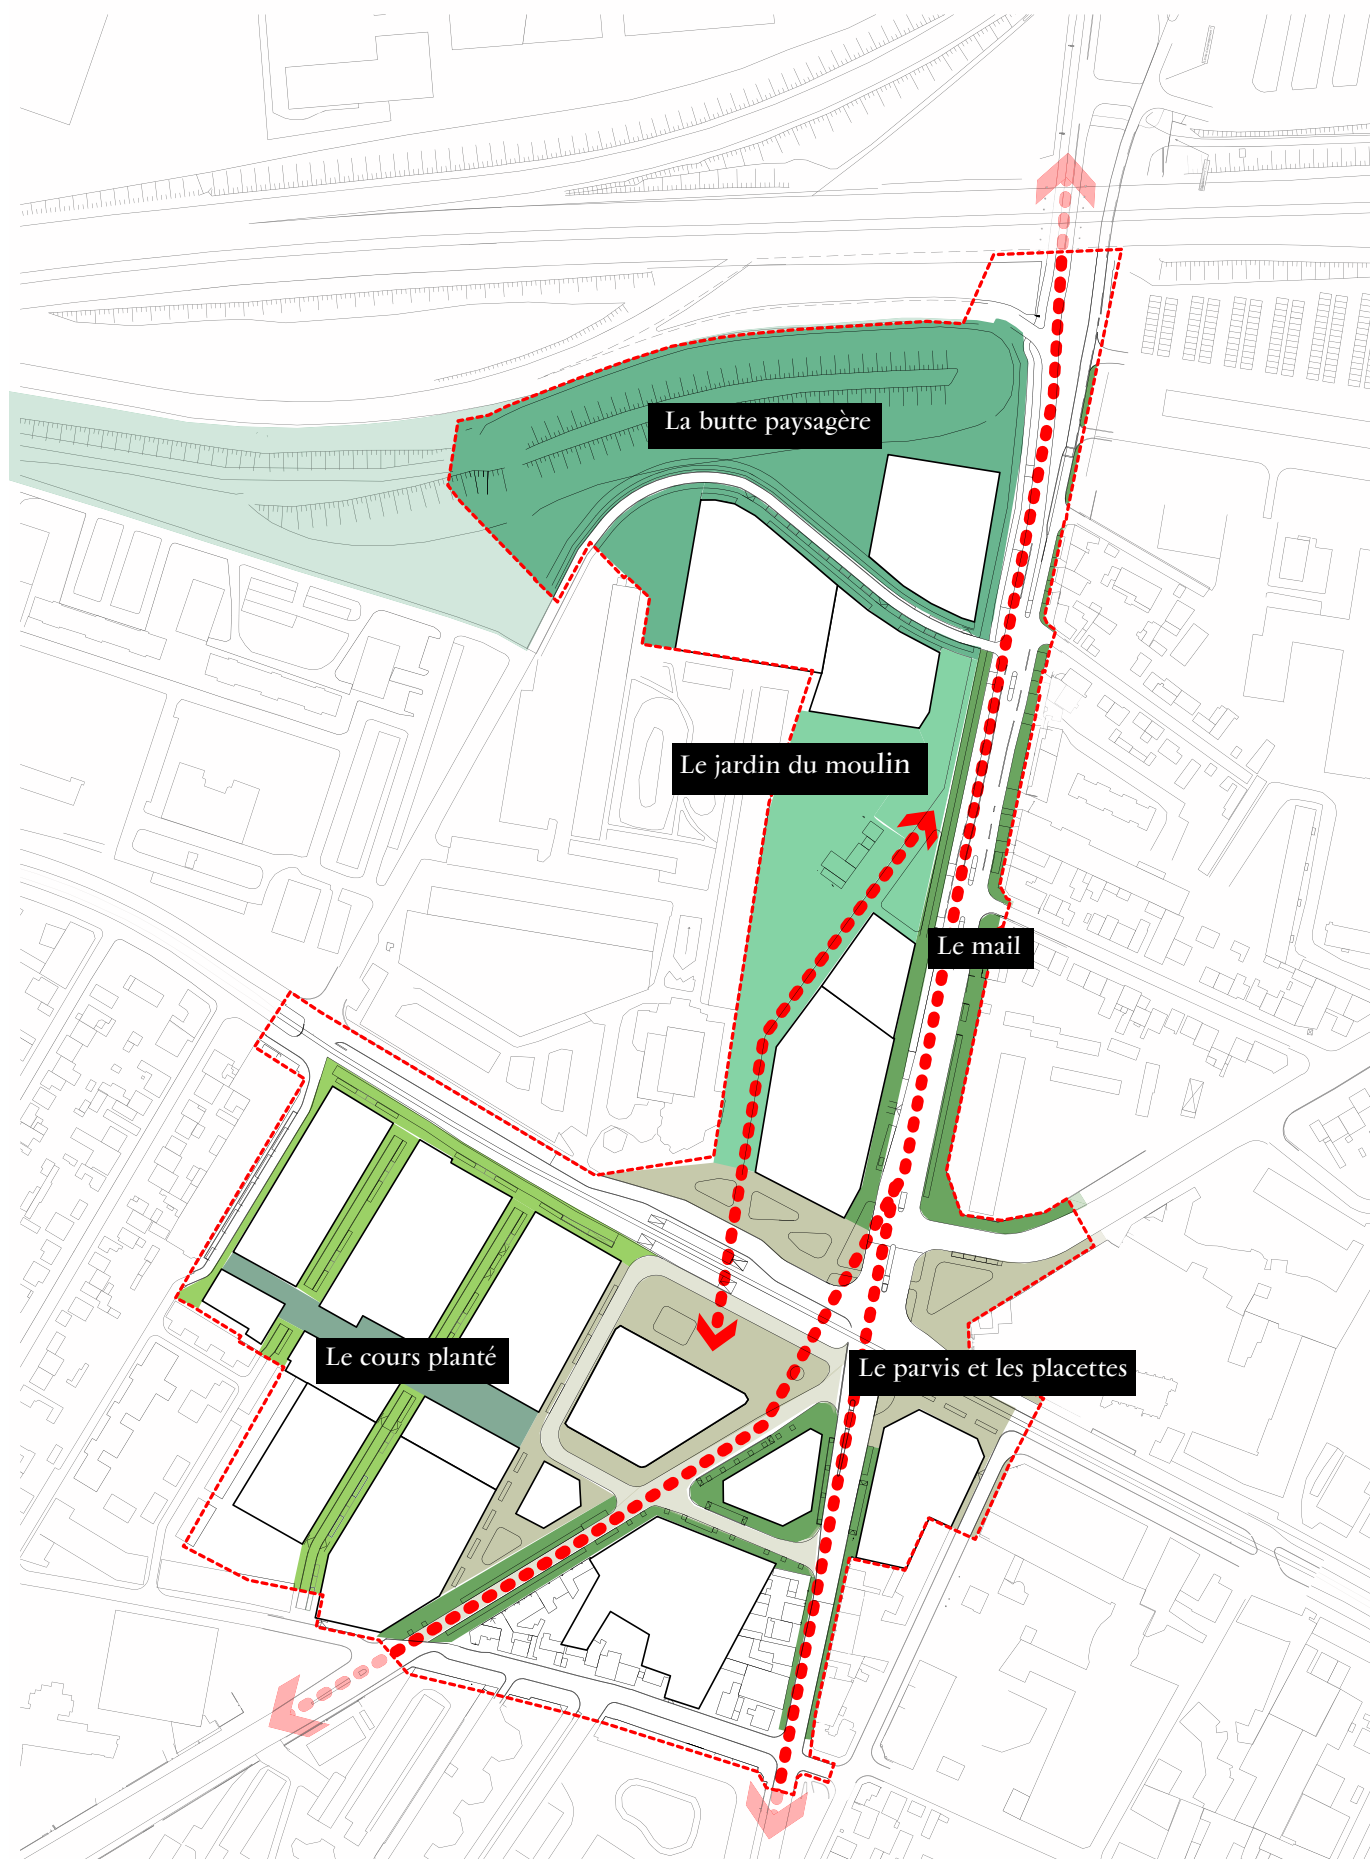 La butte paysagère
Le jardin du moulin
Le mail
Le cours planté
Le parvis et les placettes